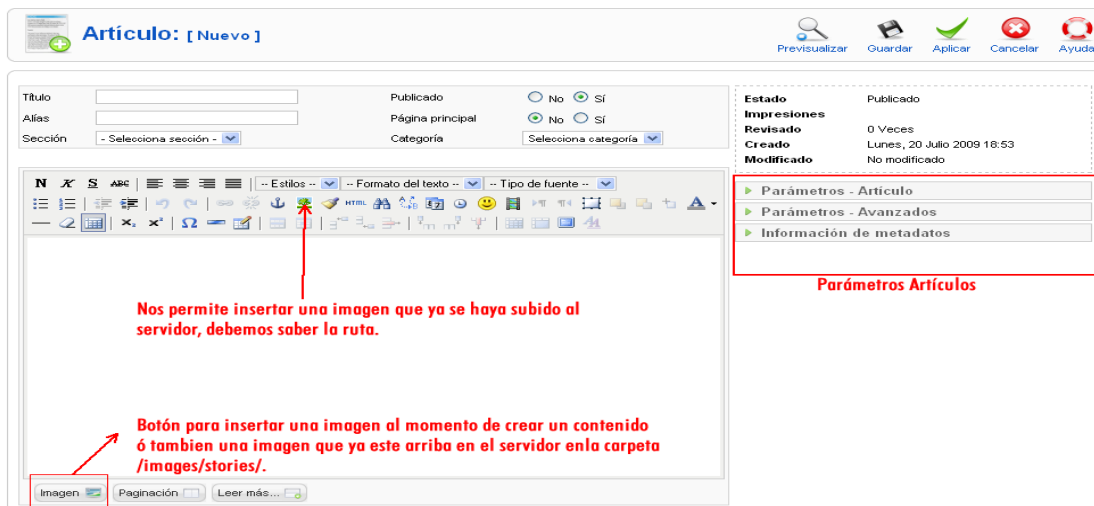 Artículo: [ Nuevo ]
Previsualizar Guardar Aplicar Cancelar Ayuda
Título Publicado No Sí
Alías Página principal No Sí
Sección - Selecciona sección - Categoría Selecciona categoría
Estado Publicado
Impresiones
Revisado 0 Veces
Creado Lunes, 20 Julio 2009 18:53
Modificado No modificado
N K S ABC -- Estilos -- -- Formato del texto -- -- Tipo de fuente --
HTML
Parámetros - Artículo
Parámetros - Avanzados
Información de metadatos
Parámetros Artículos
Nos permite insertar una imagen que ya se haya subido al
servidor, debemos saber la ruta.
Botón para insertar una imagen al momento de crear un contenido
ó tambien una imagen que ya este arriba en el servidor enla carpeta
/images/stories/.
Imagen Paginación Leer más...